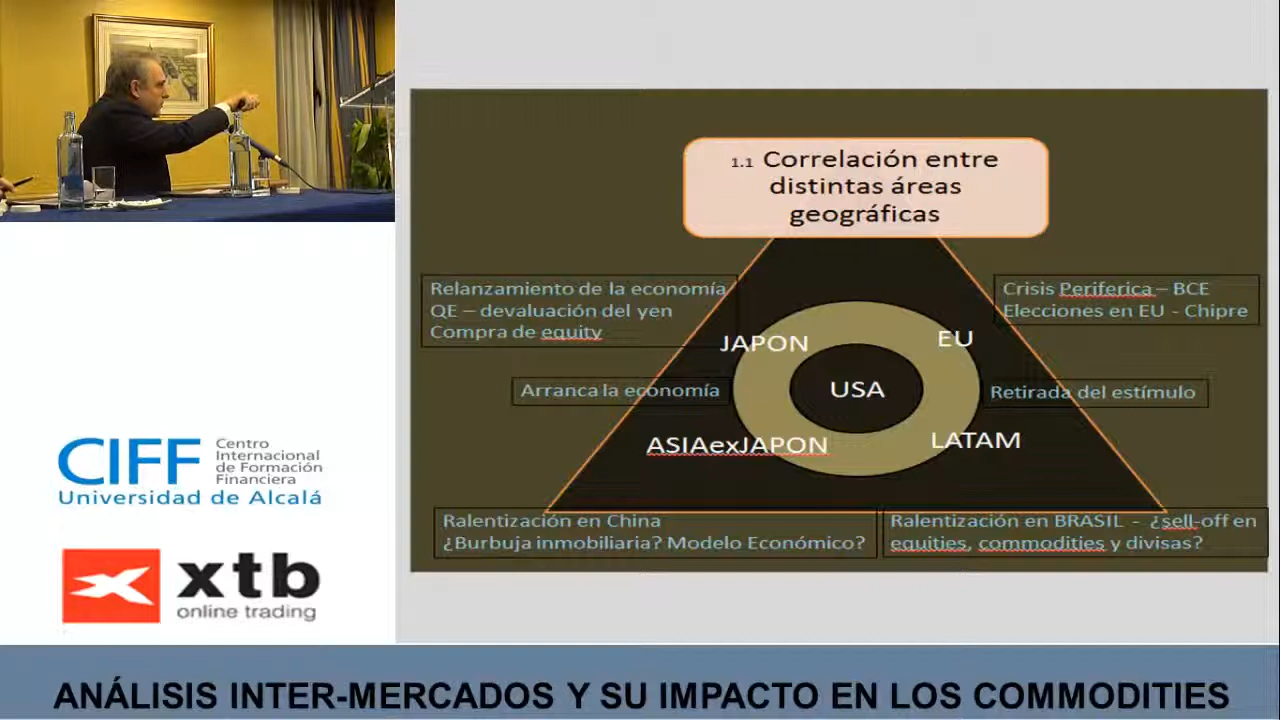 1.1 Correlación entre
distintas áreas
geográficas
Relanzamiento de la economía
QE – devaluación del yen
Compra de equity
Crisis Periferica – BCE
Elecciones en EU - Chipre
JAPON
EU
Arranca la economía
USA
Retirada del estímulo
ASIAexJAPON
LATAM
Ralentización en China
¿Burbuja inmobiliaria? Modelo Económico?
Ralentización en BRASIL - ¿sell-off en
equities, commodities y divisas?
CIFF
Centro
Internacional
de Formación
Financiera
Universidad de Alcalá
xtb
online trading
ANÁLISIS INTER-MERCADOS Y SU IMPACTO EN LOS COMMODITIES